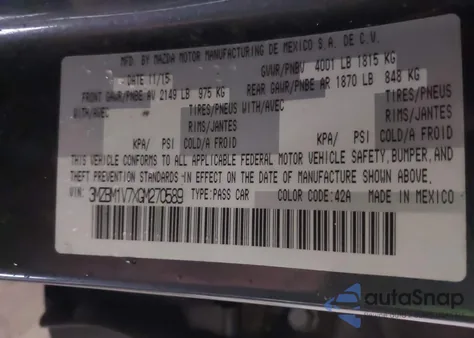 MFD. BY MAZDA MOTOR MANUFACTURING DE MEXICO S.A. DE C.V.
DATE 11/15 GVWR/PNBV 4001 LB 1815 KG
FRONT GAWR/PNBE AV 2149 LB 975 KG REAR GAWR/PNBE AR 1870 LB 848 KG
WITH/AVEC TIRES/PNEUS WITH/AVEC TIRES/PNEUS
RIMS/JANTES RIMS/JANTES
KPA/ PSI COLD/A FROID KPA/ PSI COLD/A FROID
THIS VEHICLE CONFORMS TO ALL APPLICABLE FEDERAL MOTOR VEHICLE SAFETY, BUMPER, AND
THEFT PREVENTION STANDARDS IN EFFECT ON THE DATE OF MANUFACTURE SHOWN ABOVE.
VIN: 3MZBM1V7XGM270589 TYPE: PASS CAR COLOR CODE: 42A MADE IN MEXICO
autoSnap